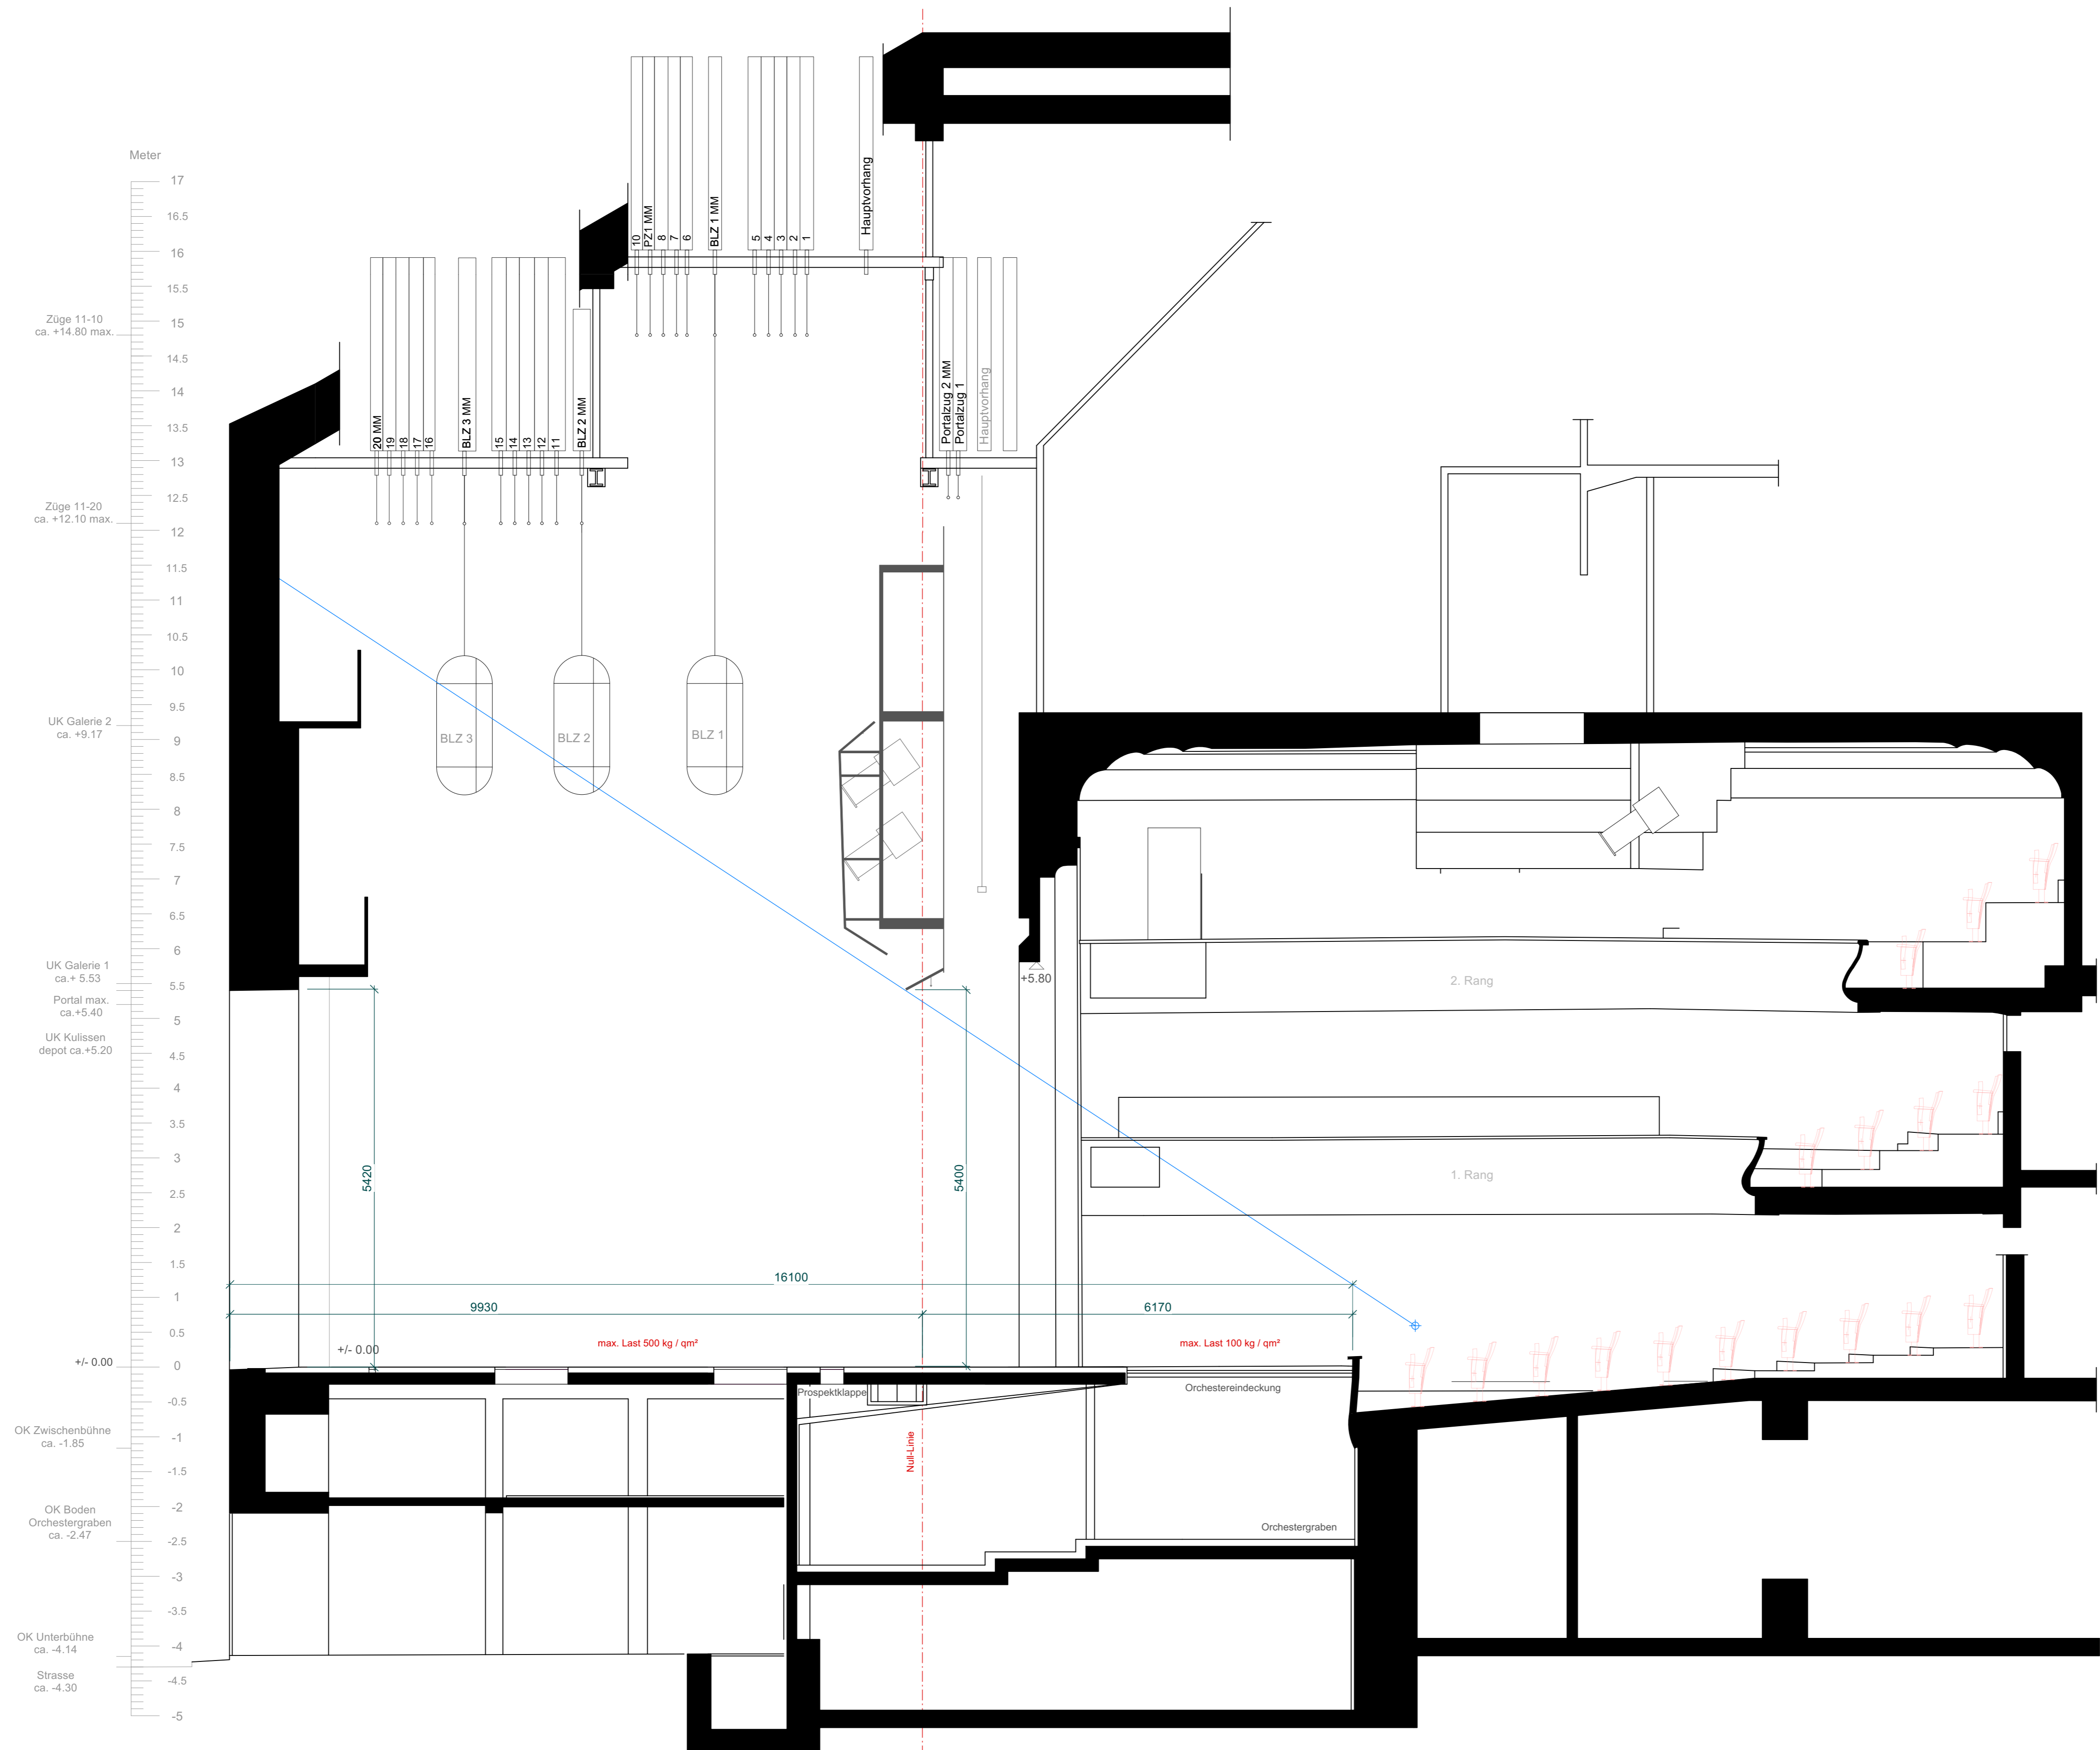 Meter
17
16.5
16
15.5
15
14.5
14
13.5
13
12.5
12
11.5
11
10.5
10
9.5
9
8.5
8
7.5
7
6.5
6
5.5
5
4.5
4
3.5
3
2.5
2
1.5
1
0.5
0
-0.5
-1
-1.5
-2
-2.5
-3
-3.5
-4
-4.5
-5
Züge 11-10
ca. +14.80 max.
Züge 11-20
ca. +12.10 max.
UK Galerie 2
ca. +9.17
UK Galerie 1
ca.+ 5.53
Portal max.
ca.+5.40
UK Kulissen
depot ca.+5.20
+/- 0.00
OK Zwischenbühne
ca. -1.85
OK Boden
Orchestergraben
ca. -2.47
OK Unterbühne
ca. -4.14
Strasse
ca. -4.30
10
PZ1 MM
8
7
6
BLZ 1 MM
5
4
3
2
1
Hauptvorhang
20 MM
19
18
17
16
BLZ 3 MM
15
14
13
12
11
BLZ 2 MM
Portalzug 2 MM
Portalzug 1
Hauptvorhang
BLZ 3
BLZ 2
BLZ 1
+5.80
2. Rang
1. Rang
5420
5400
16100
9930
6170
+/- 0.00
max. Last 500 kg / qm²
max. Last 100 kg / qm²
Prospektklappe
Orchestereindeckung
Null-Linie
Orchestergraben